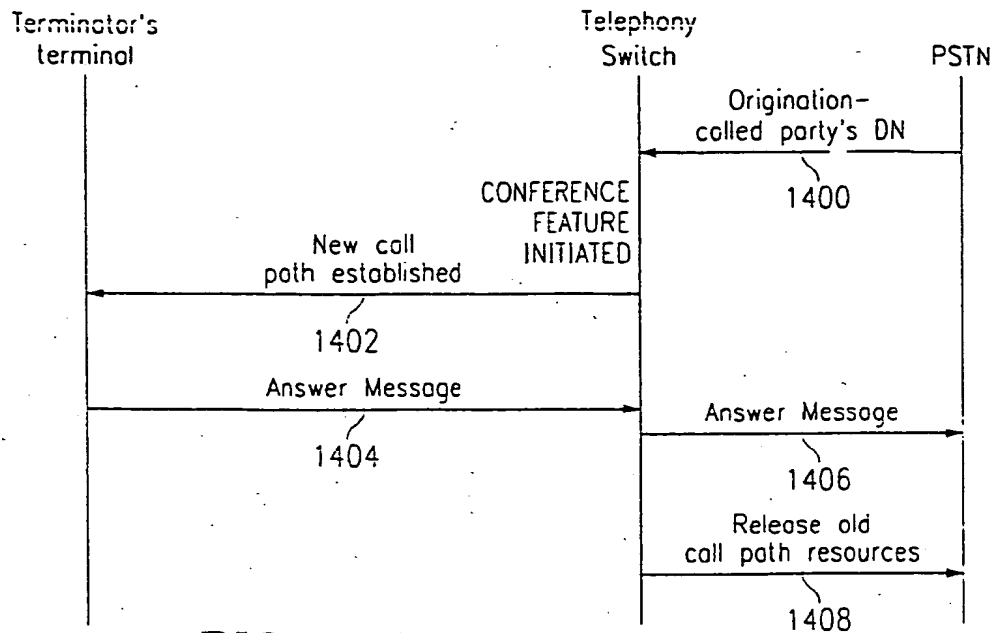 Terminator's
terminal
Telephony
Switch
PSTN
Origination-
called party's DN
1400
CONFERENCE
FEATURE
INITIATED
New call
path established
1402
Answer Message
1404
Answer Message
1406
Release old
call path resources
1408